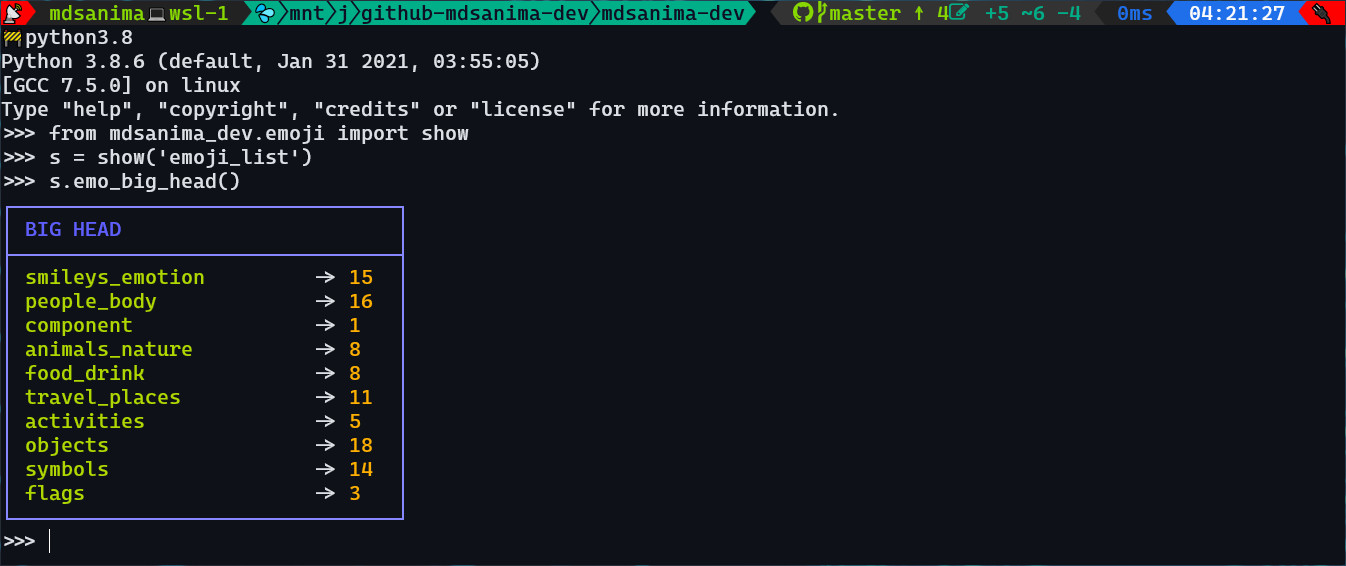 mdsanima💻wsl-1 mnt j github-mdsanima-dev mdsanima-dev master ↑ 4 +5 ~6 -4 0ms 04:21:27
🚧python3.8
Python 3.8.6 (default, Jan 31 2021, 03:55:05)
[GCC 7.5.0] on linux
Type "help", "copyright", "credits" or "license" for more information.
>>> from mdsanima_dev.emoji import show
>>> s = show('emoji_list')
>>> s.emo_big_head()
BIG HEAD
smileys_emotion → 15
people_body → 16
component → 1
animals_nature → 8
food_drink → 8
travel_places → 11
activities → 5
objects → 18
symbols → 14
flags → 3
>>>